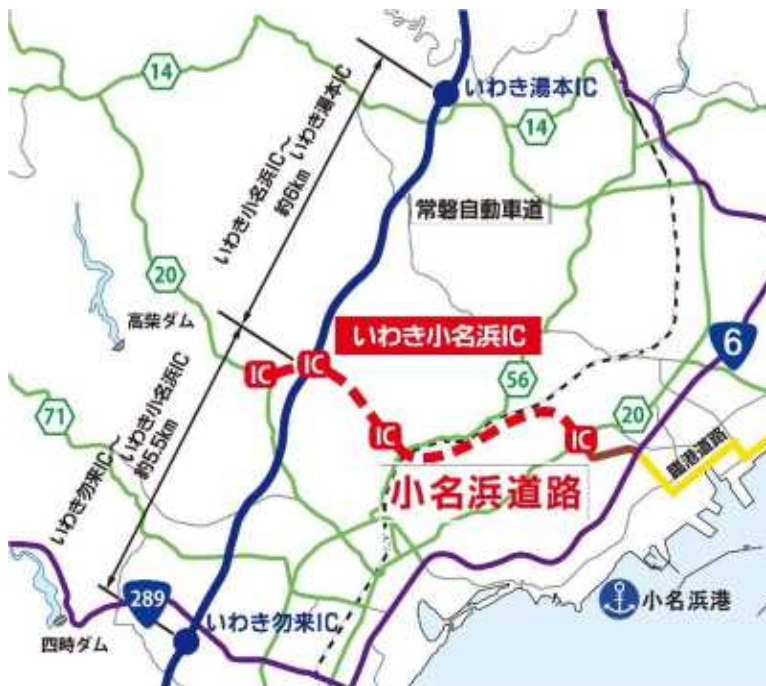 14
いわき湯本IC
14
いわき小名浜IC～
いわき湯本IC
約6km
常磐自動車道
20
高柴ダム
いわき小名浜IC
6
IC
IC
56
71
いわき勿来IC～
いわき小名浜IC
約5.5km
IC
20
IC
臨港道路
小名浜道路
289
小名浜港
いわき勿来IC
四時ダム